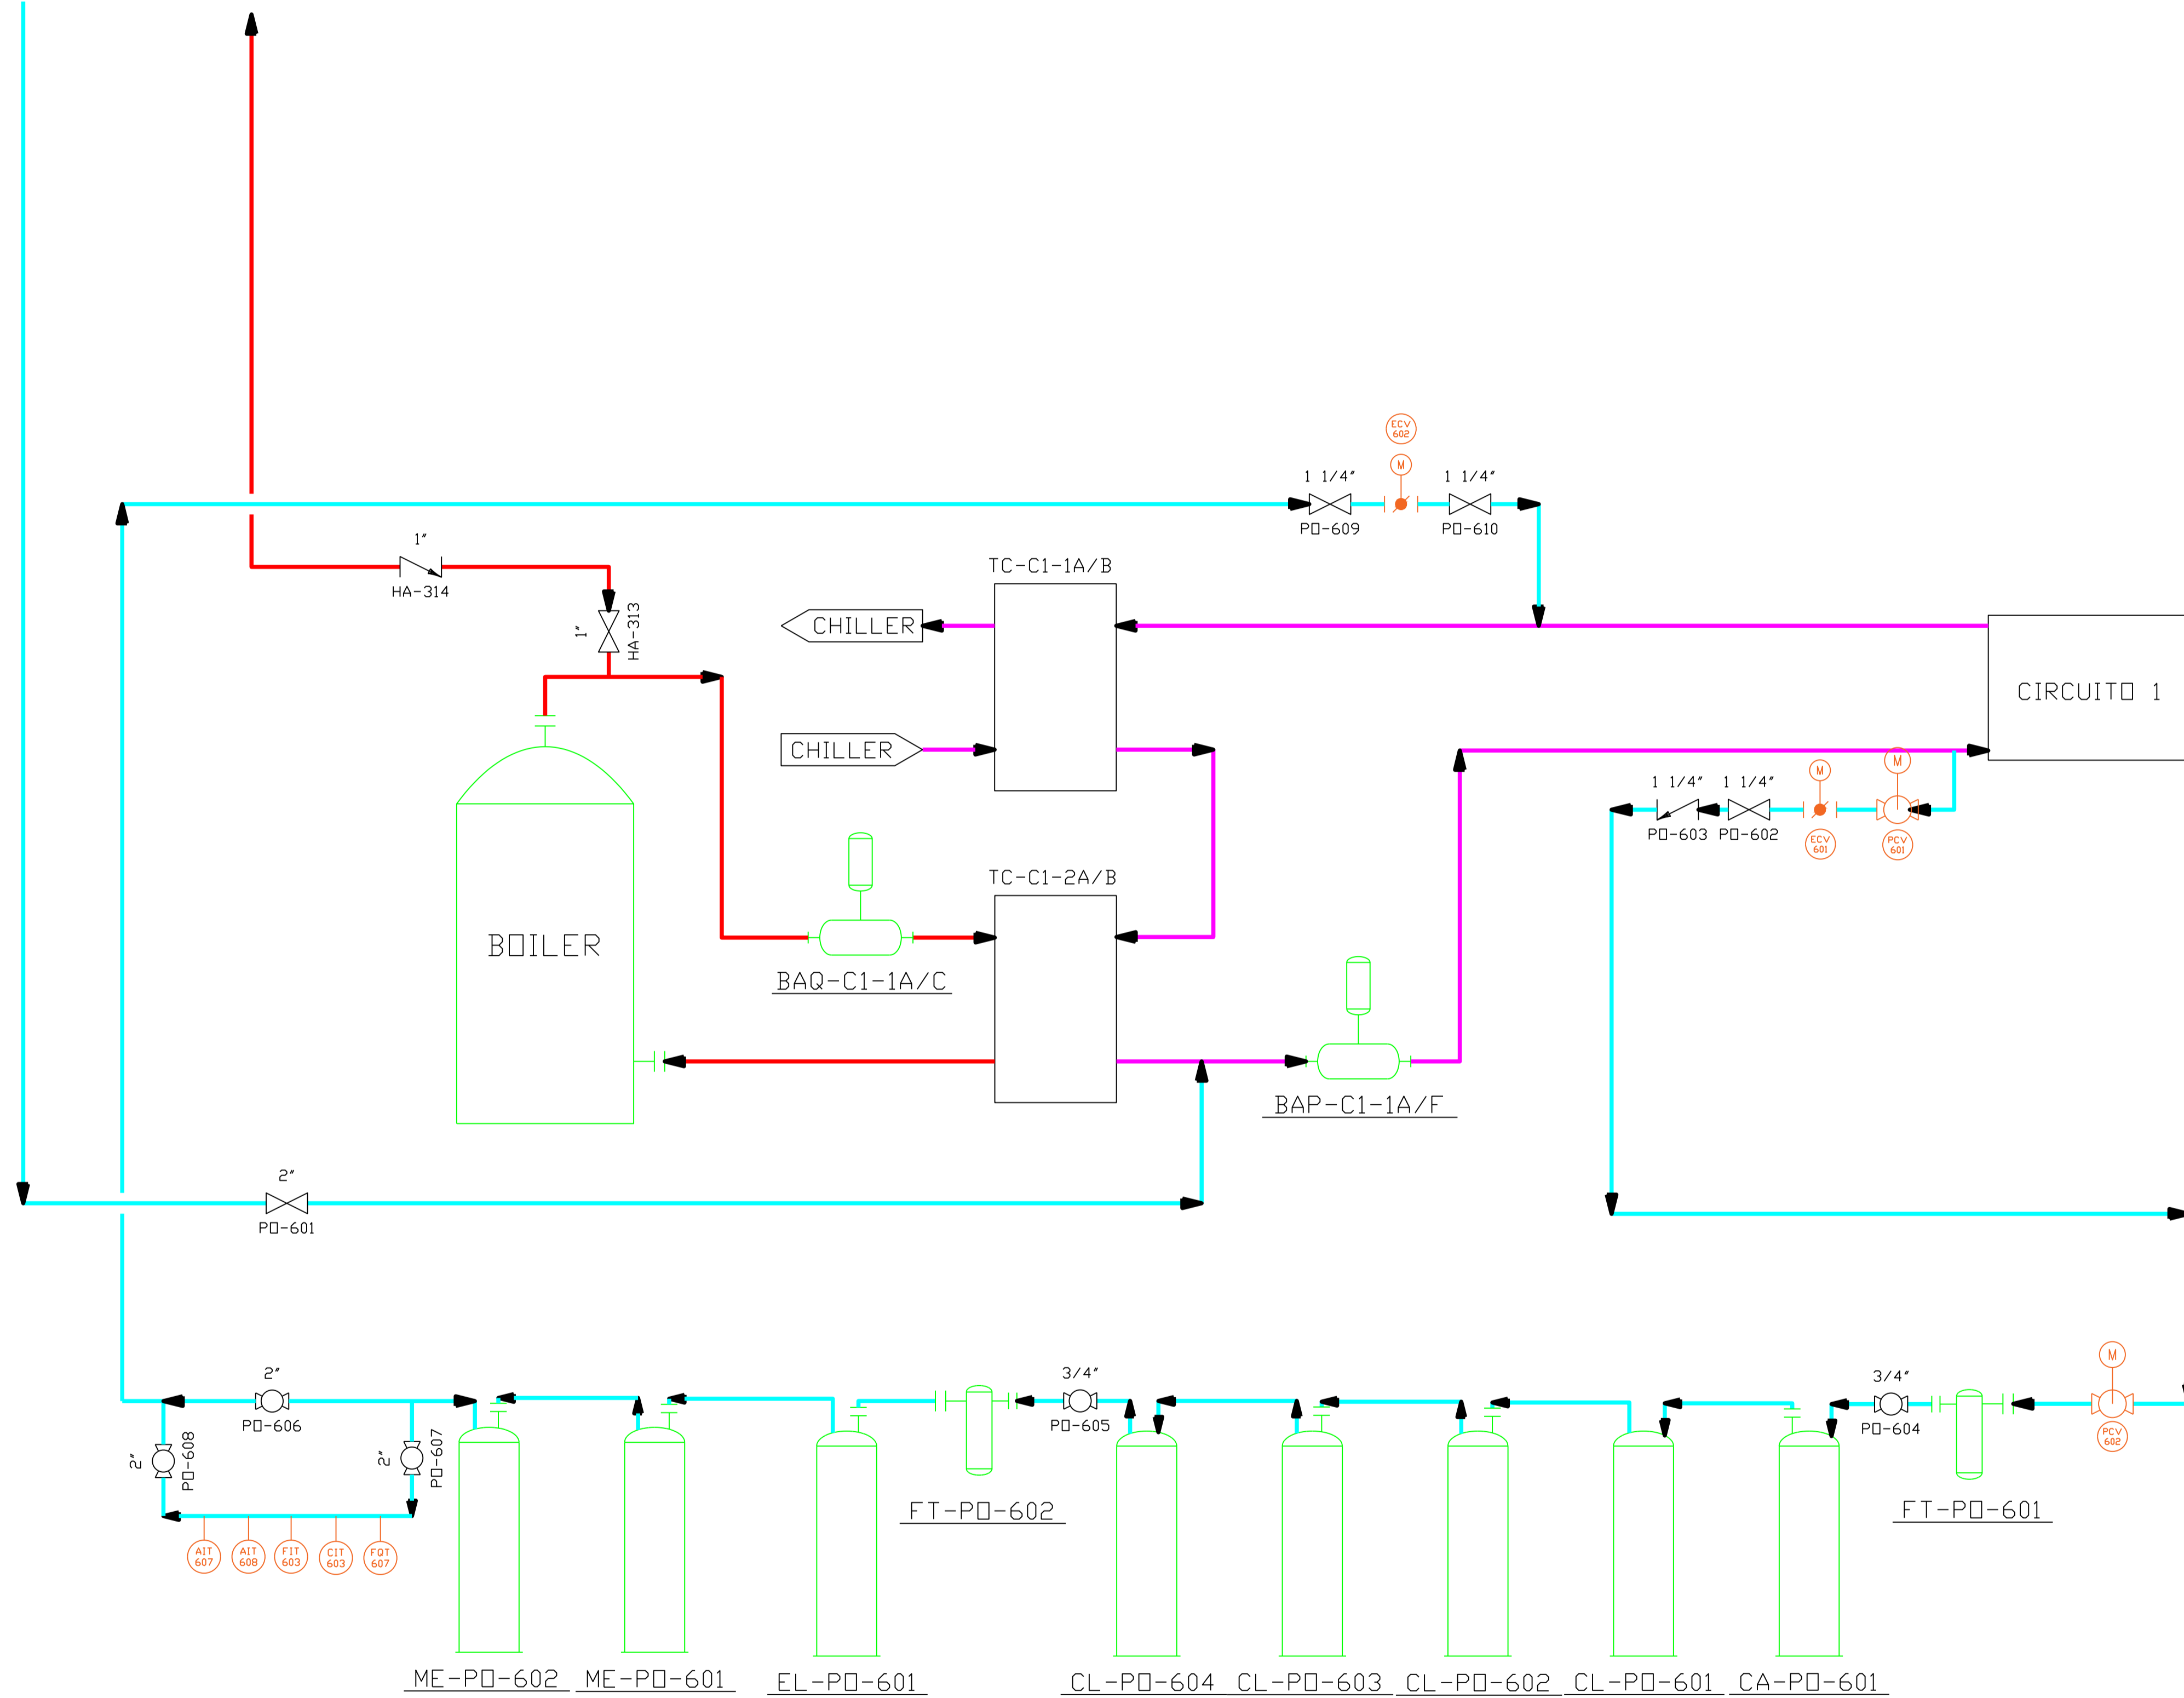 ECV
602
M
1 1/4"
1 1/4"
PO-609
PO-610
1"
HA-314
1"
HA-313
TC-C1-1A/B
CHILLER
CHILLER
CIRCUITO 1
M
M
1 1/4"
1 1/4"
PO-603
PO-602
ECV
601
PCV
601
TC-C1-2A/B
BOILER
BAQ-C1-1A/C
BAP-C1-1A/F
2"
PO-601
2"
PO-606
2"
PO-608
2"
PO-607
3/4"
PO-605
3/4"
PO-604
M
PCV
602
FT-PO-602
FT-PO-601
AIT
607
AIT
608
FIT
603
CIT
603
FQT
607
ME-PO-602
ME-PO-601
EL-PO-601
CL-PO-604
CL-PO-603
CL-PO-602
CL-PO-601
CA-PO-601